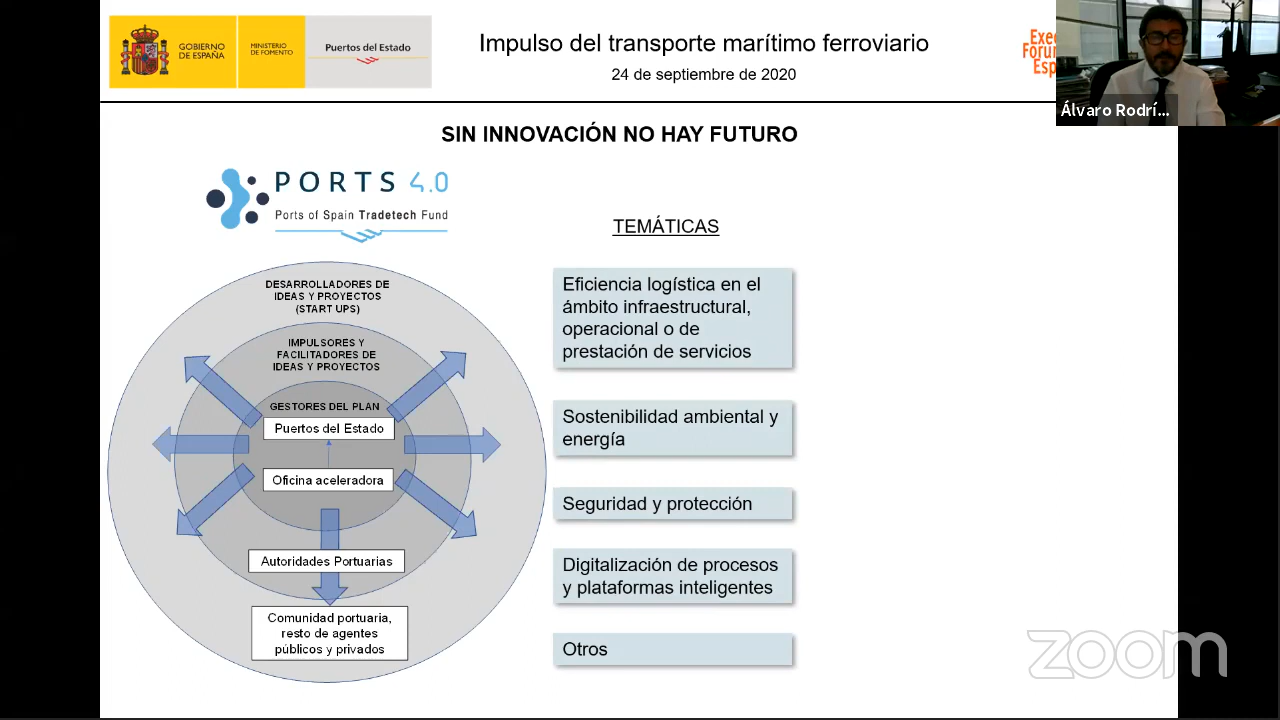 GOBIERNO
DE ESPAÑA
MINISTERIO
DE FOMENTO
Puertos del Estado
Impulso del transporte marítimo ferroviario
24 de septiembre de 2020
Álvaro Rodrí...
SIN INNOVACIÓN NO HAY FUTURO
PORTS 4.0
Ports of Spain Tradetech Fund
DESARROLLADORES DE
IDEAS Y PROYECTOS
(START UPS)
IMPULSORES Y
FACILITADORES DE
IDEAS Y PROYECTOS
GESTORES DEL PLAN
Puertos del Estado
Oficina aceleradora
Autoridades Portuarias
Comunidad portuaria,
resto de agentes
públicos y privados
TEMÁTICAS
Eficiencia logística en el
ámbito infraestructural,
operacional o de
prestación de servicios
Sostenibilidad ambiental y
energía
Seguridad y protección
Digitalización de procesos
y plataformas inteligentes
Otros
zoom